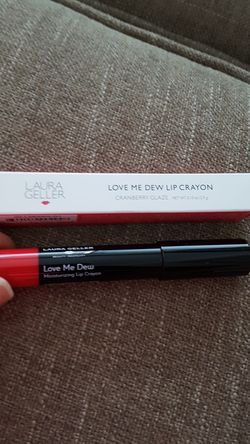 LAURA
GELLER
LOVE ME DEW LIP CRAYON
CRANBERRY GLAZE
LAURA GELLER
Love Me Dew
Moisturizing Lip Crayon